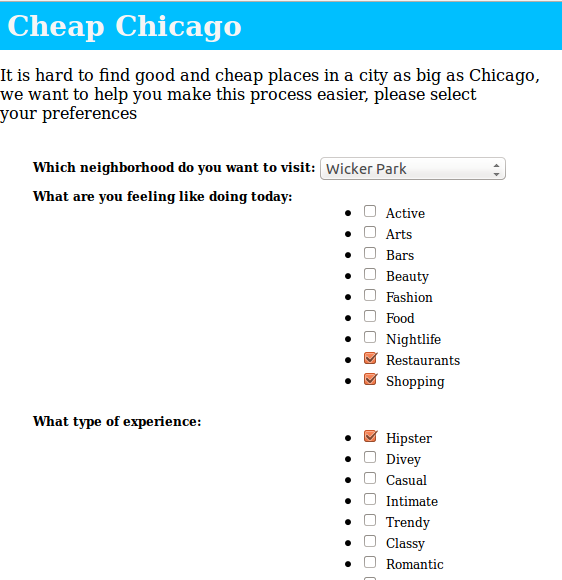 Cheap Chicago
It is hard to find good and cheap places in a city as big as Chicago,
we want to help you make this process easier, please select
your preferences
Which neighborhood do you want to visit: Wicker Park
What are you feeling like doing today:
Active
Arts
Bars
Beauty
Fashion
Food
Nightlife
Restaurants
Shopping
What type of experience:
Hipster
Divey
Casual
Intimate
Trendy
Classy
Romantic